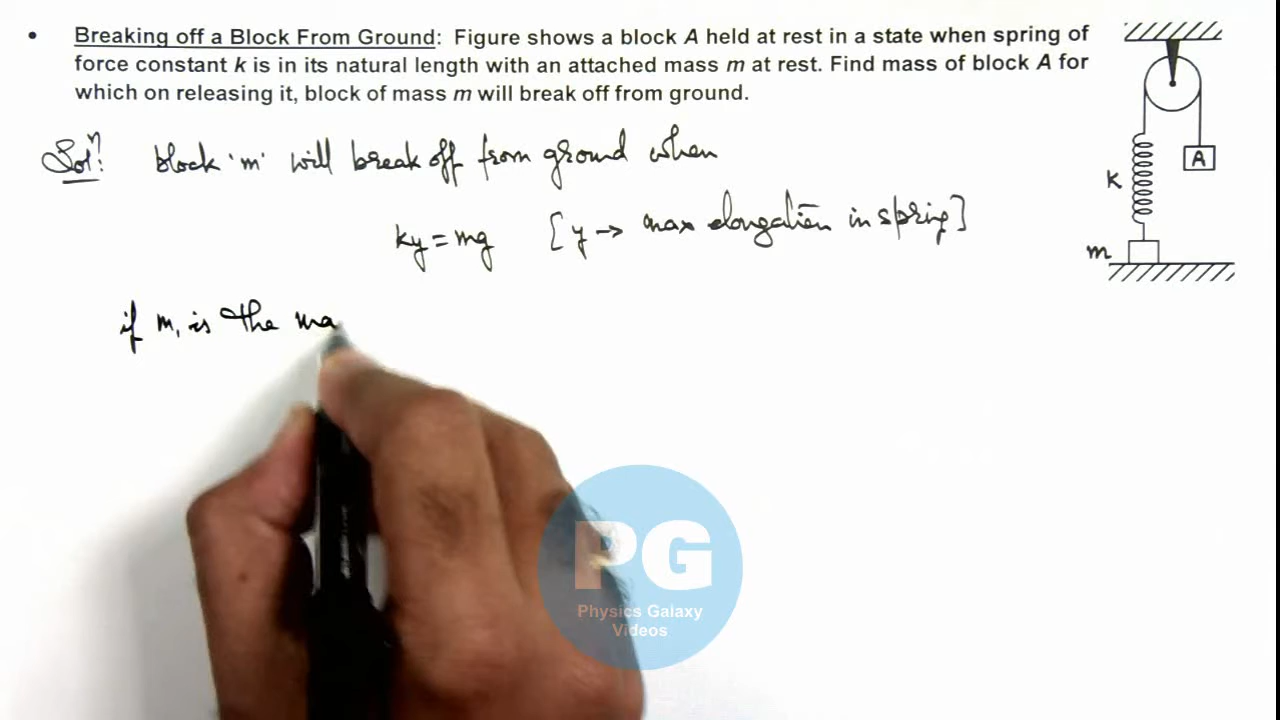 • Breaking off a Block From Ground: Figure shows a block A held at rest in a state when spring of
force constant k is in its natural length with an attached mass m at rest. Find mass of block A for
which on releasing it, block of mass m will break off from ground.
Solⁿ: block 'm' will break off from ground when
ky = mg [y → max elongation in spring]
if m₁ is the ma
A
K
m
PG
Physics Galaxy
Videos